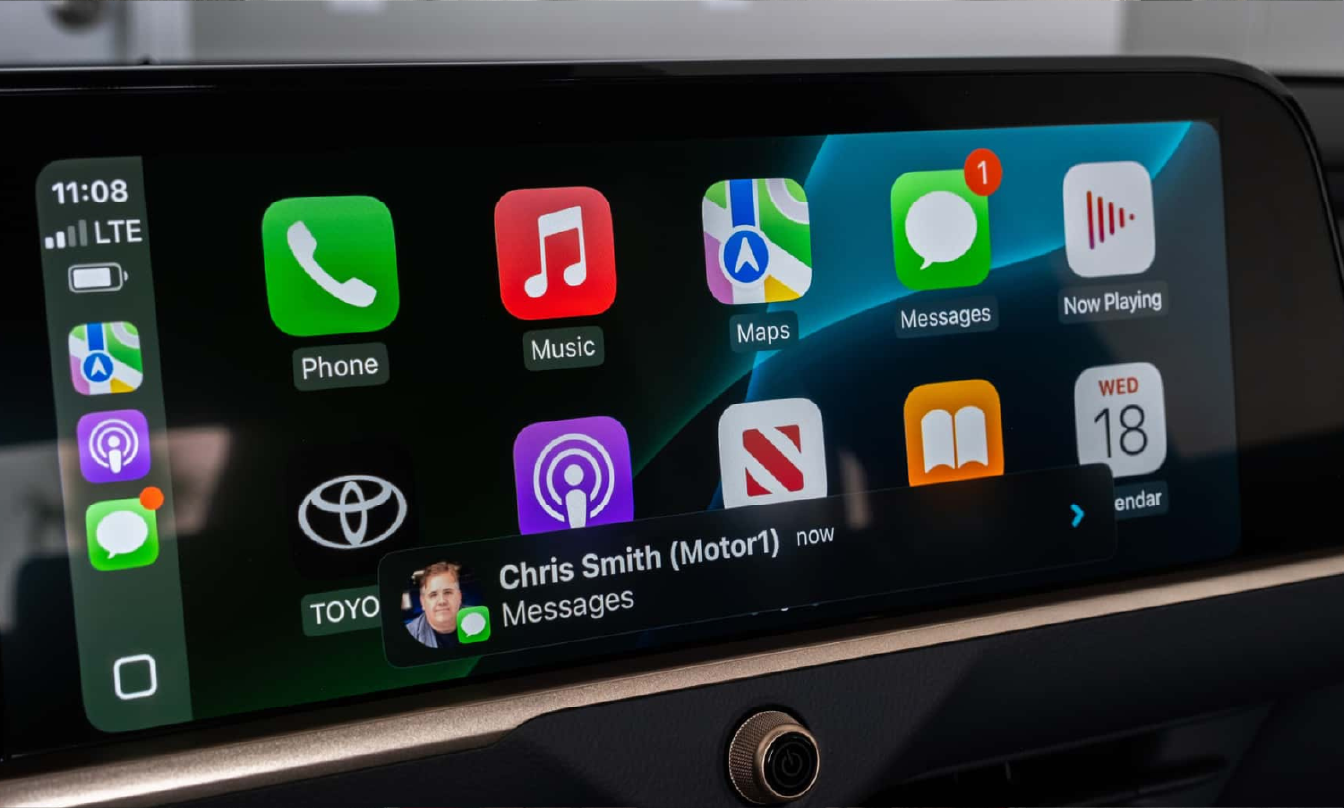 11:08
LTE
Phone
Music
Maps
1
Messages
Now Playing
WED
18
TOYO
endar
Chris Smith (Motor1) now
Messages